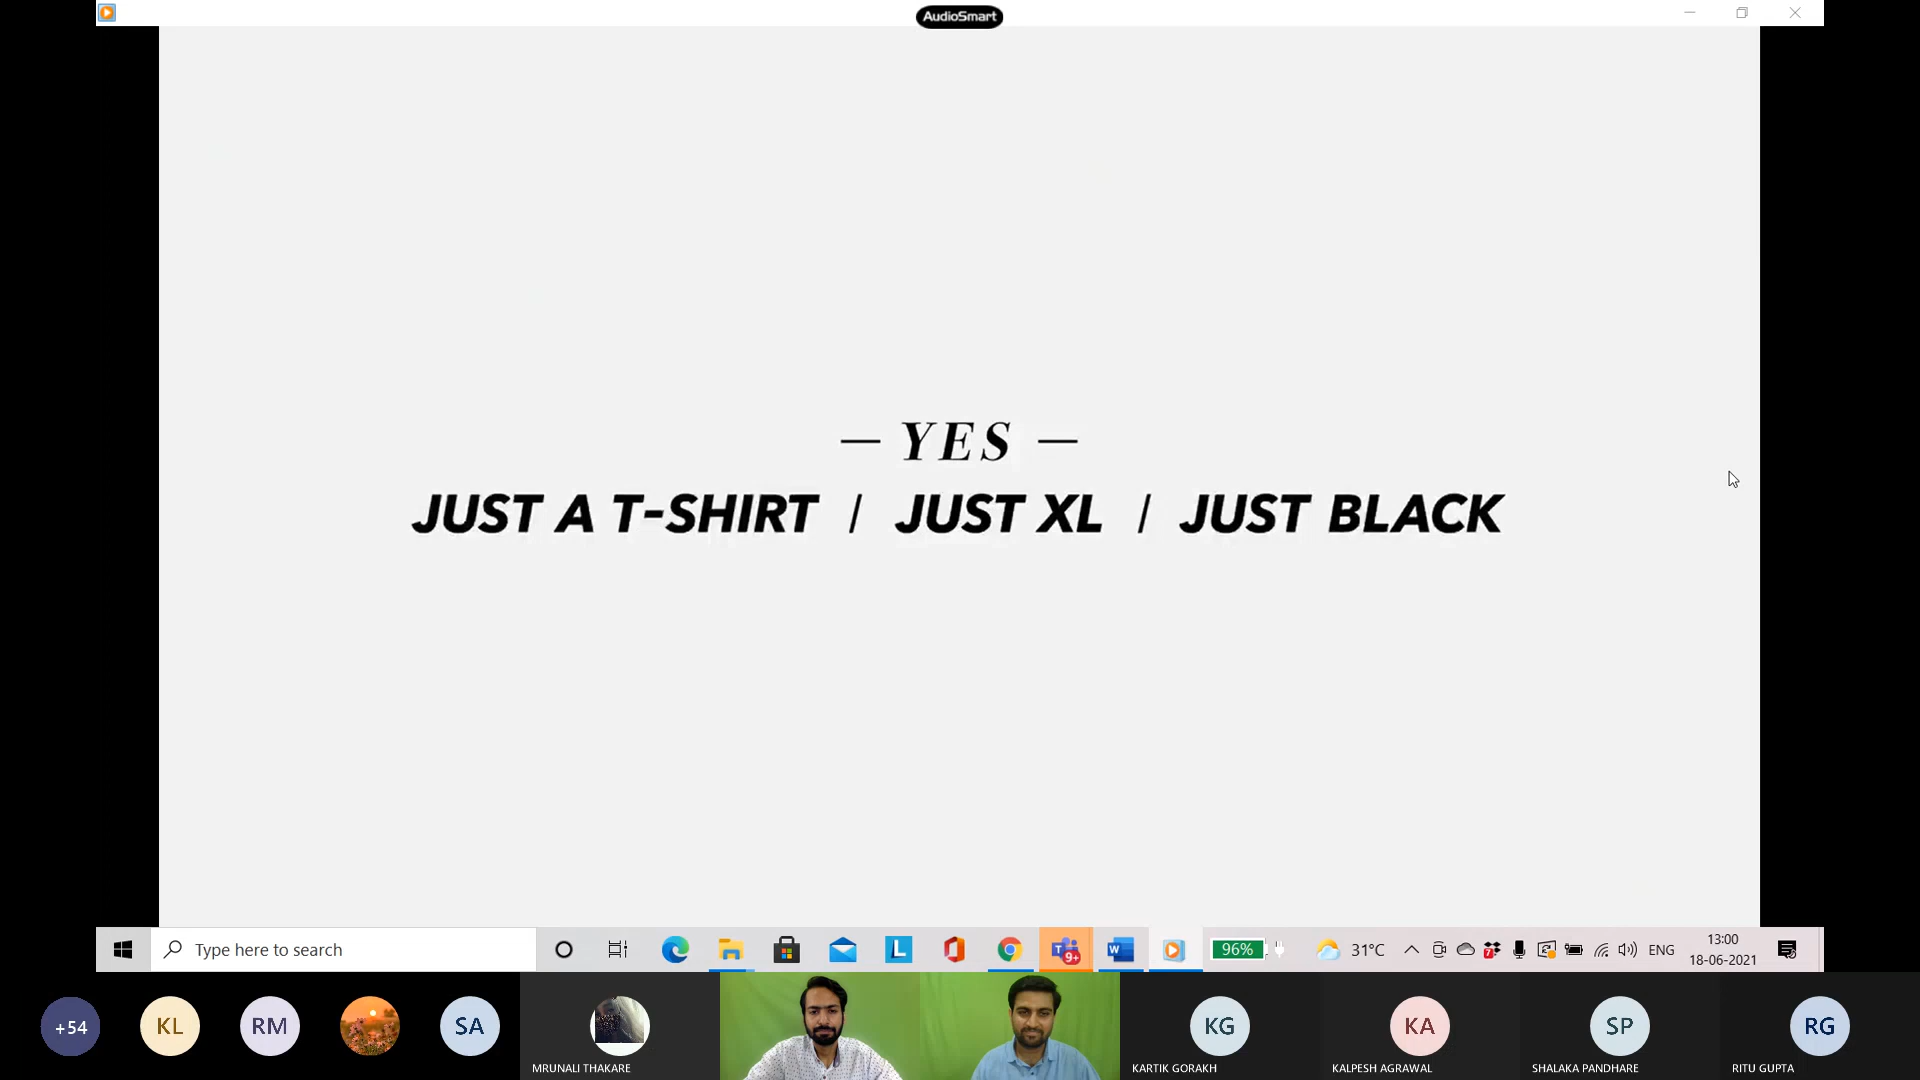 AudioSmart
— YES —
JUST A T-SHIRT / JUST XL / JUST BLACK
Type here to search
L
9+
W
96%
31°C
7
ENG
13:00
18-06-2021
+54
KL
RM
SA
MRUNALI THAKARE
KG
KARTIK GORAKH
KA
KALPESH AGRAWAL
SP
SHALAKA PANDHARE
RG
RITU GUPTA